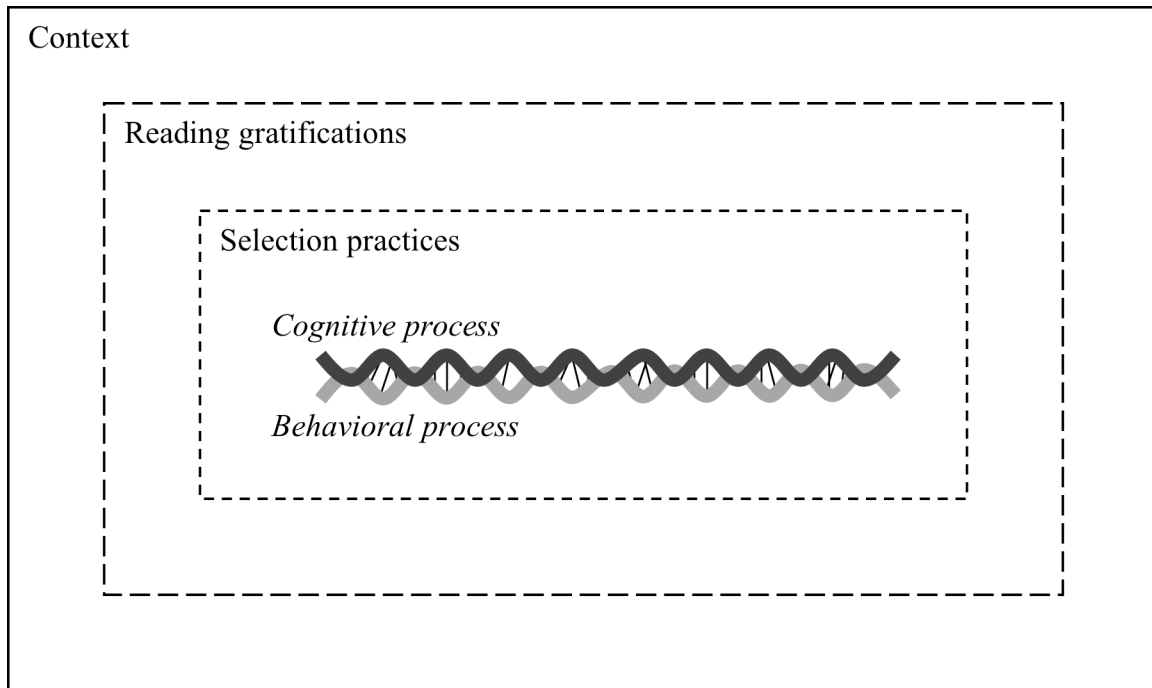 Context
Reading gratifications
Selection practices
Cognitive process
Behavioral process